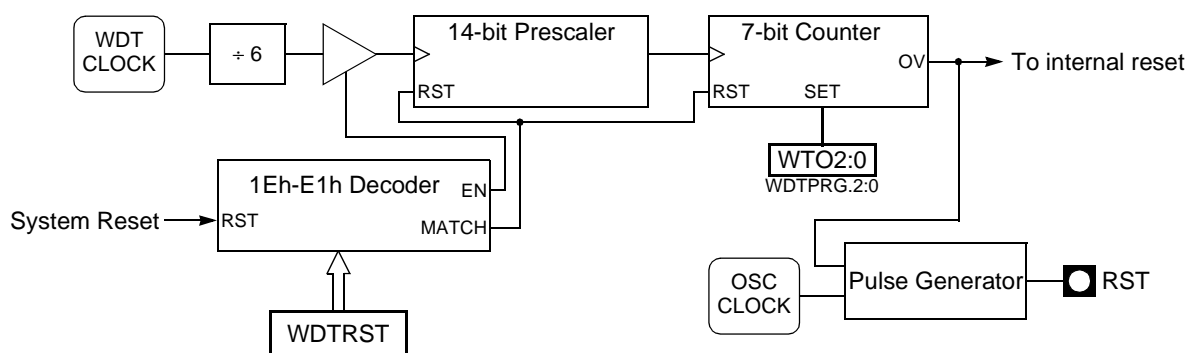 WDT
CLOCK
÷ 6
14-bit Prescaler
RST
7-bit Counter
OV
RST
SET
To internal reset
WTO2:0
WDTPRG.2:0
1Eh-E1h Decoder
EN
System Reset
RST
MATCH
WDTRST
OSC
CLOCK
Pulse Generator
RST